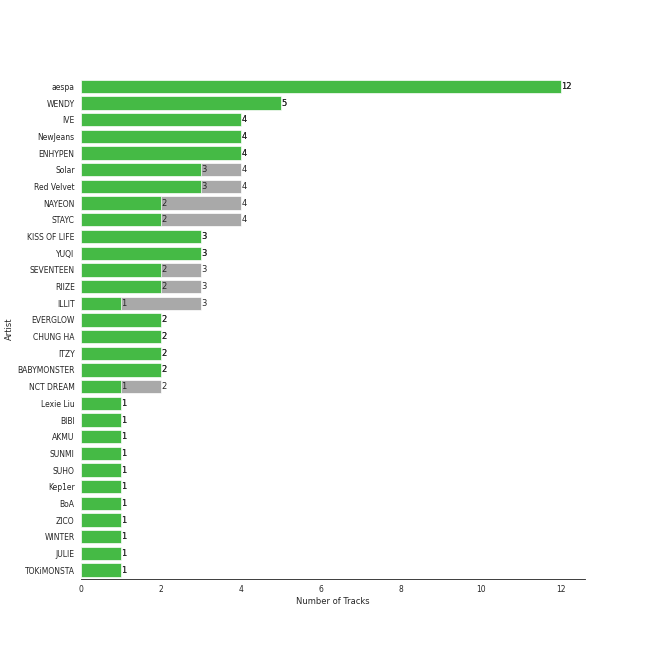 aespa 12
WENDY 5
IVE 4
NewJeans 4
ENHYPEN 4
Solar 3 4
Red Velvet 3 4
NAYEON 2 4
STAYC 2 4
KISS OF LIFE 3
YUQI 3
SEVENTEEN 2 3
RIIZE 2 3
ILLIT 1 3
EVERGLOW 2
CHUNG HA 2
ITZY 2
BABYMONSTER 2
NCT DREAM 1 2
Lexie Liu 1
BIBI 1
AKMU 1
SUNMI 1
SUHO 1
Kep1er 1
BoA 1
ZICO 1
WINTER 1
JULIE 1
TOKiMONSTA 1
Artist
0 2 4 6 8 10 12
Number of Tracks